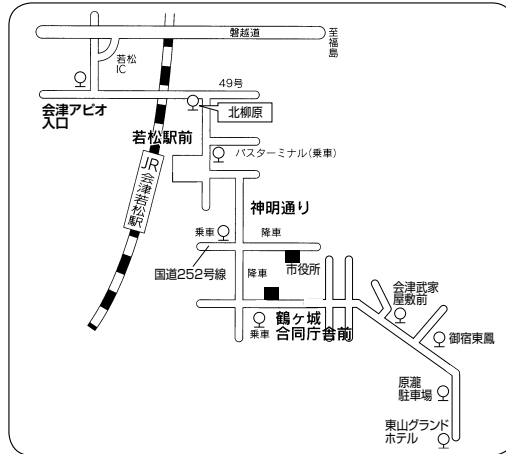 磐越道
至福島
若松
IC
49号
会津アピオ
入口
北柳原
若松駅前
バスターミナル(乗車)
JR会津若松駅
神明通り
乗車
降車
国道252号線
降車
市役所
鶴ヶ城
合同庁舎前
乗車
会津武家
屋敷前
御宿東鳳
原瀧
駐車場
東山グランド
ホテル